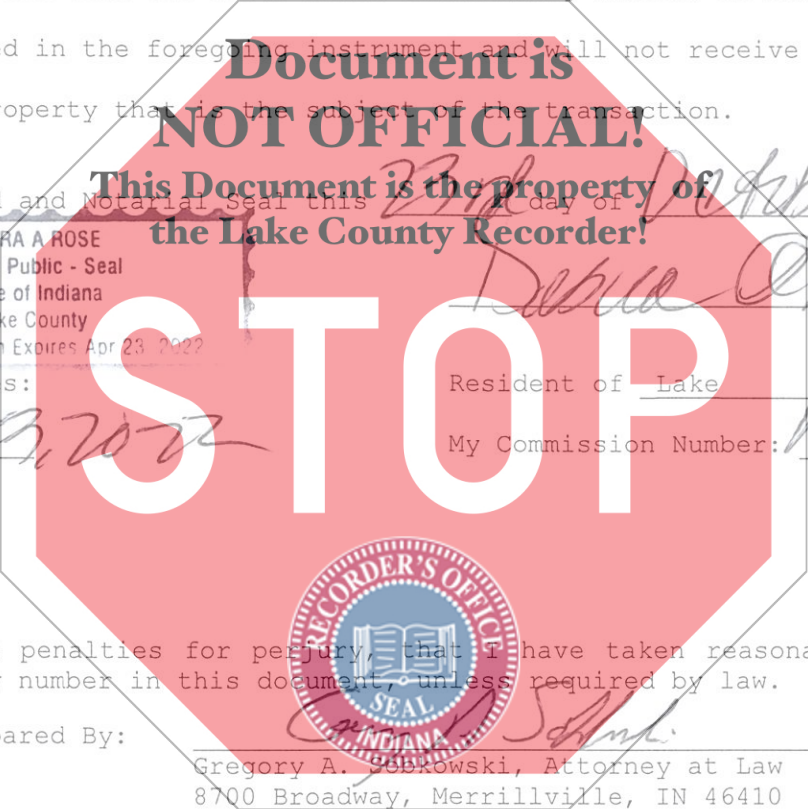 ed in the foregoing instrument and will not receive
Document is
operty that is the subject of the transaction.
NOT OFFICIAL!
This Document is the property of
d and Notarial Seal this 23rd day of
the Lake County Recorder!
RA A ROSE
Public - Seal
e of Indiana
ke County
n Expires Apr 23 2022
STOP
s:
Resident of Lake
3, 2022
My Commission Number:
RECORDER'S OFFICE
SEAL
INDIANA
penalties for perjury, that I have taken reasona
number in this document, unless required by law.
ared By:
Gregory A. Sobkowski, Attorney at Law
8700 Broadway, Merrillville, IN 46410